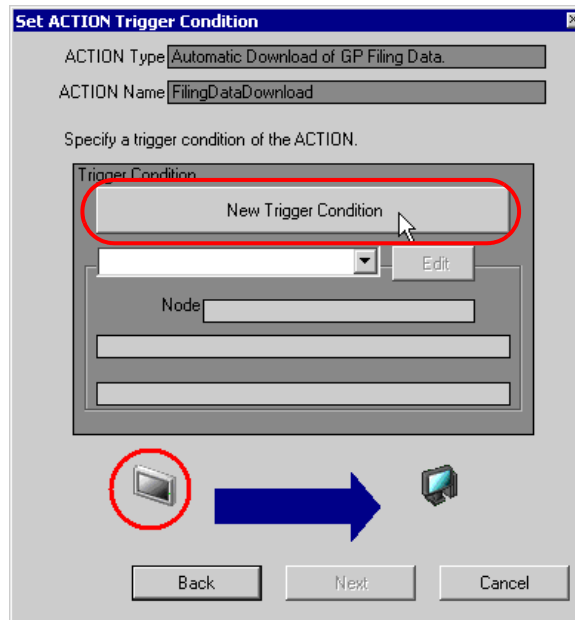 Set ACTION Trigger Condition
ACTION Type Automatic Download of GP Filing Data.
ACTION Name FilingDataDownload
Specify a trigger condition of the ACTION.
Trigger Condition
New Trigger Condition
Edit
Node
Back Next Cancel